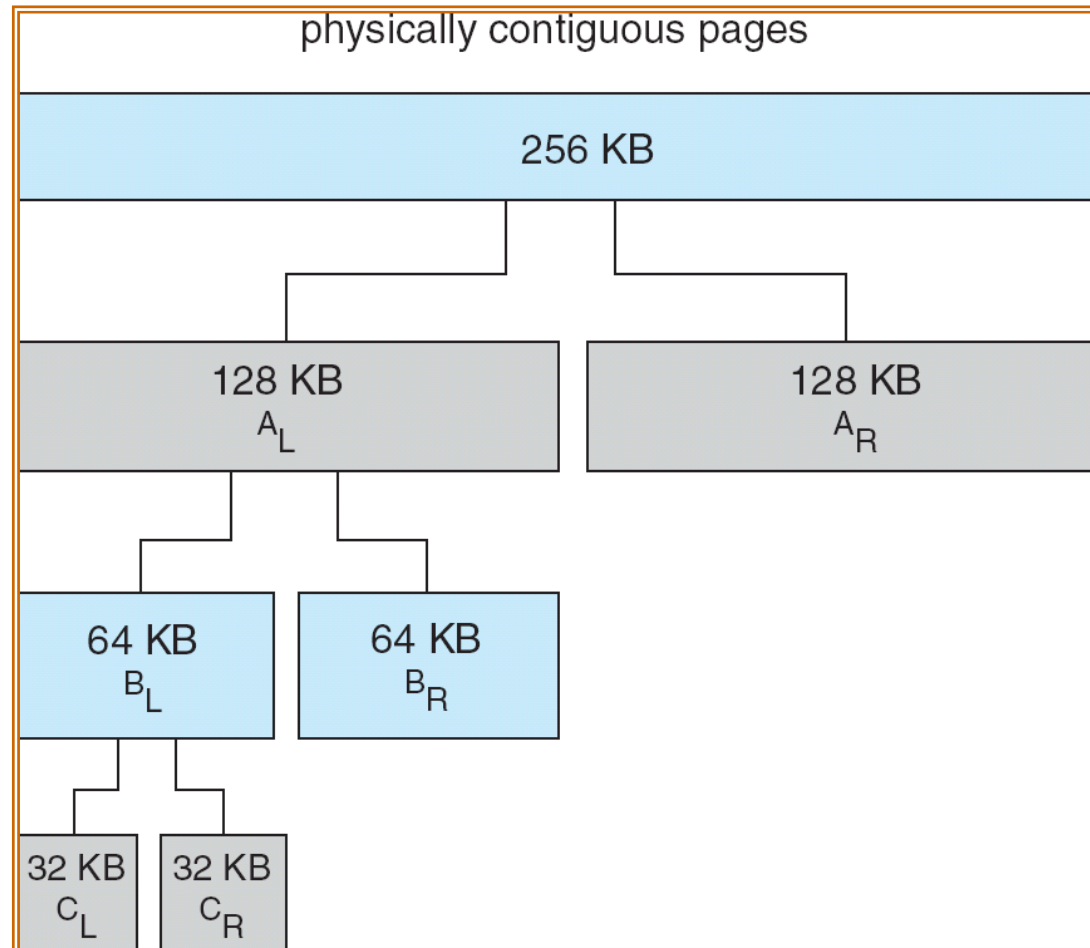 physically contiguous pages
256 KB
128 KB
AL
128 KB
AR
64 KB
BL
64 KB
BR
32 KB
CL
32 KB
CR